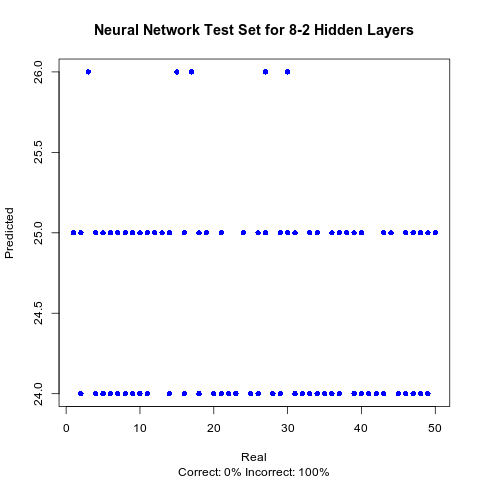 Neural Network Test Set for 8-2 Hidden Layers
26.0
25.5
25.0
24.5
24.0
Predicted
0 10 20 30 40 50
Real
Correct: 0% Incorrect: 100%